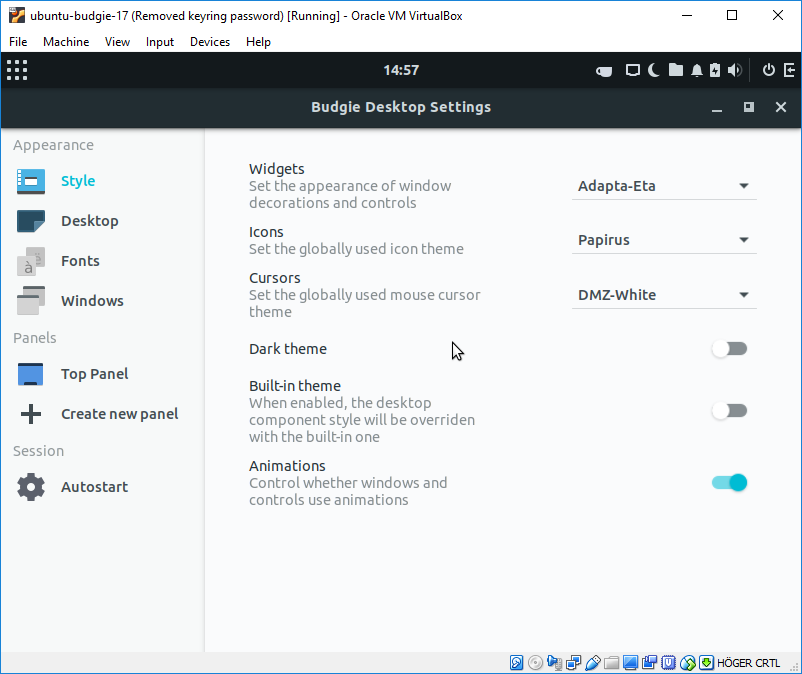 ubuntu-budgie-17 (Removed keyring password) [Running] - Oracle VM VirtualBox
File Machine View Input Devices Help
14:57
Budgie Desktop Settings
Appearance
Style
Desktop
Fonts
Windows
Panels
Top Panel
Create new panel
Session
Autostart
Widgets
Set the appearance of window
decorations and controls
Adapta-Eta
Icons
Set the globally used icon theme
Papirus
Cursors
Set the globally used mouse cursor
theme
DMZ-White
Dark theme
Built-in theme
When enabled, the desktop
component style will be overriden
with the built-in one
Animations
Control whether windows and
controls use animations
HÖGER CRTL